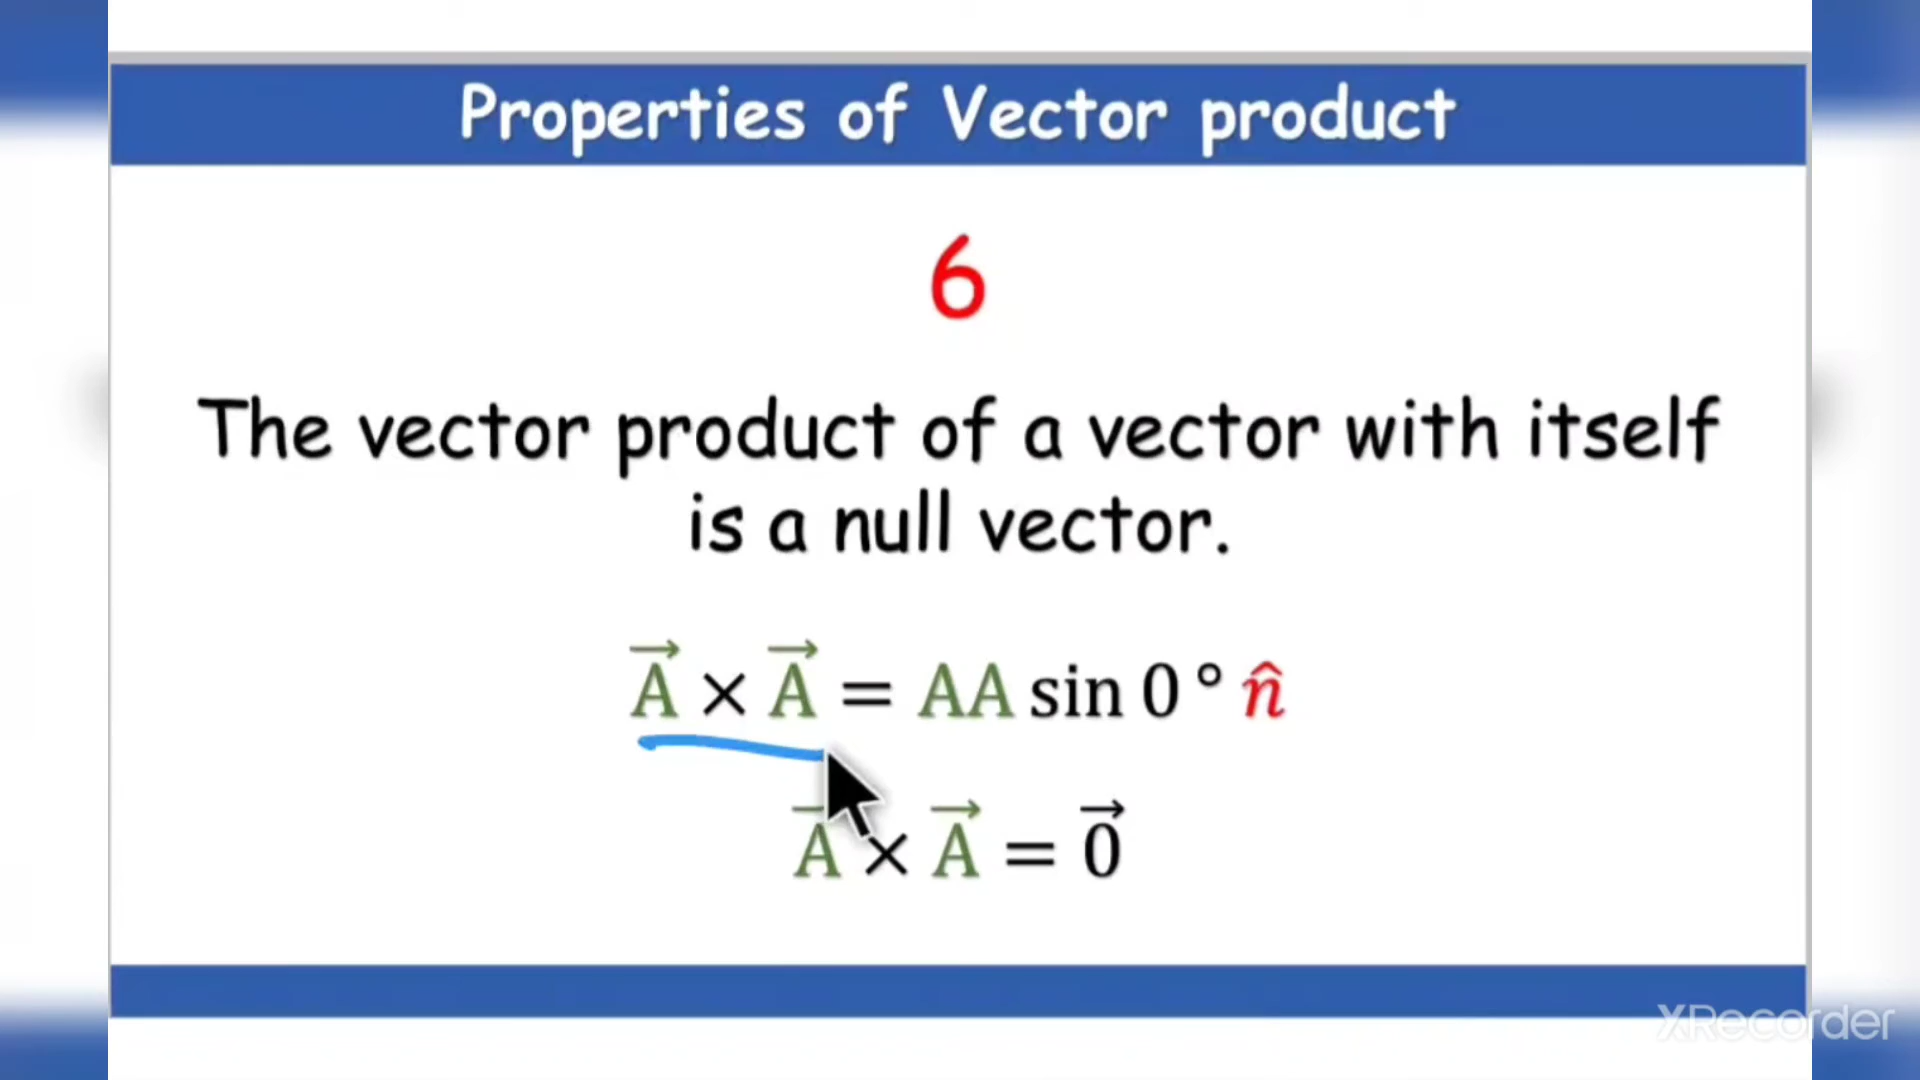 Properties of Vector product
6
The vector product of a vector with itself
is a null vector.
A⃗ × A⃗ = AA sin 0° n̂
A⃗ × A⃗ = 0⃗
XRecorder